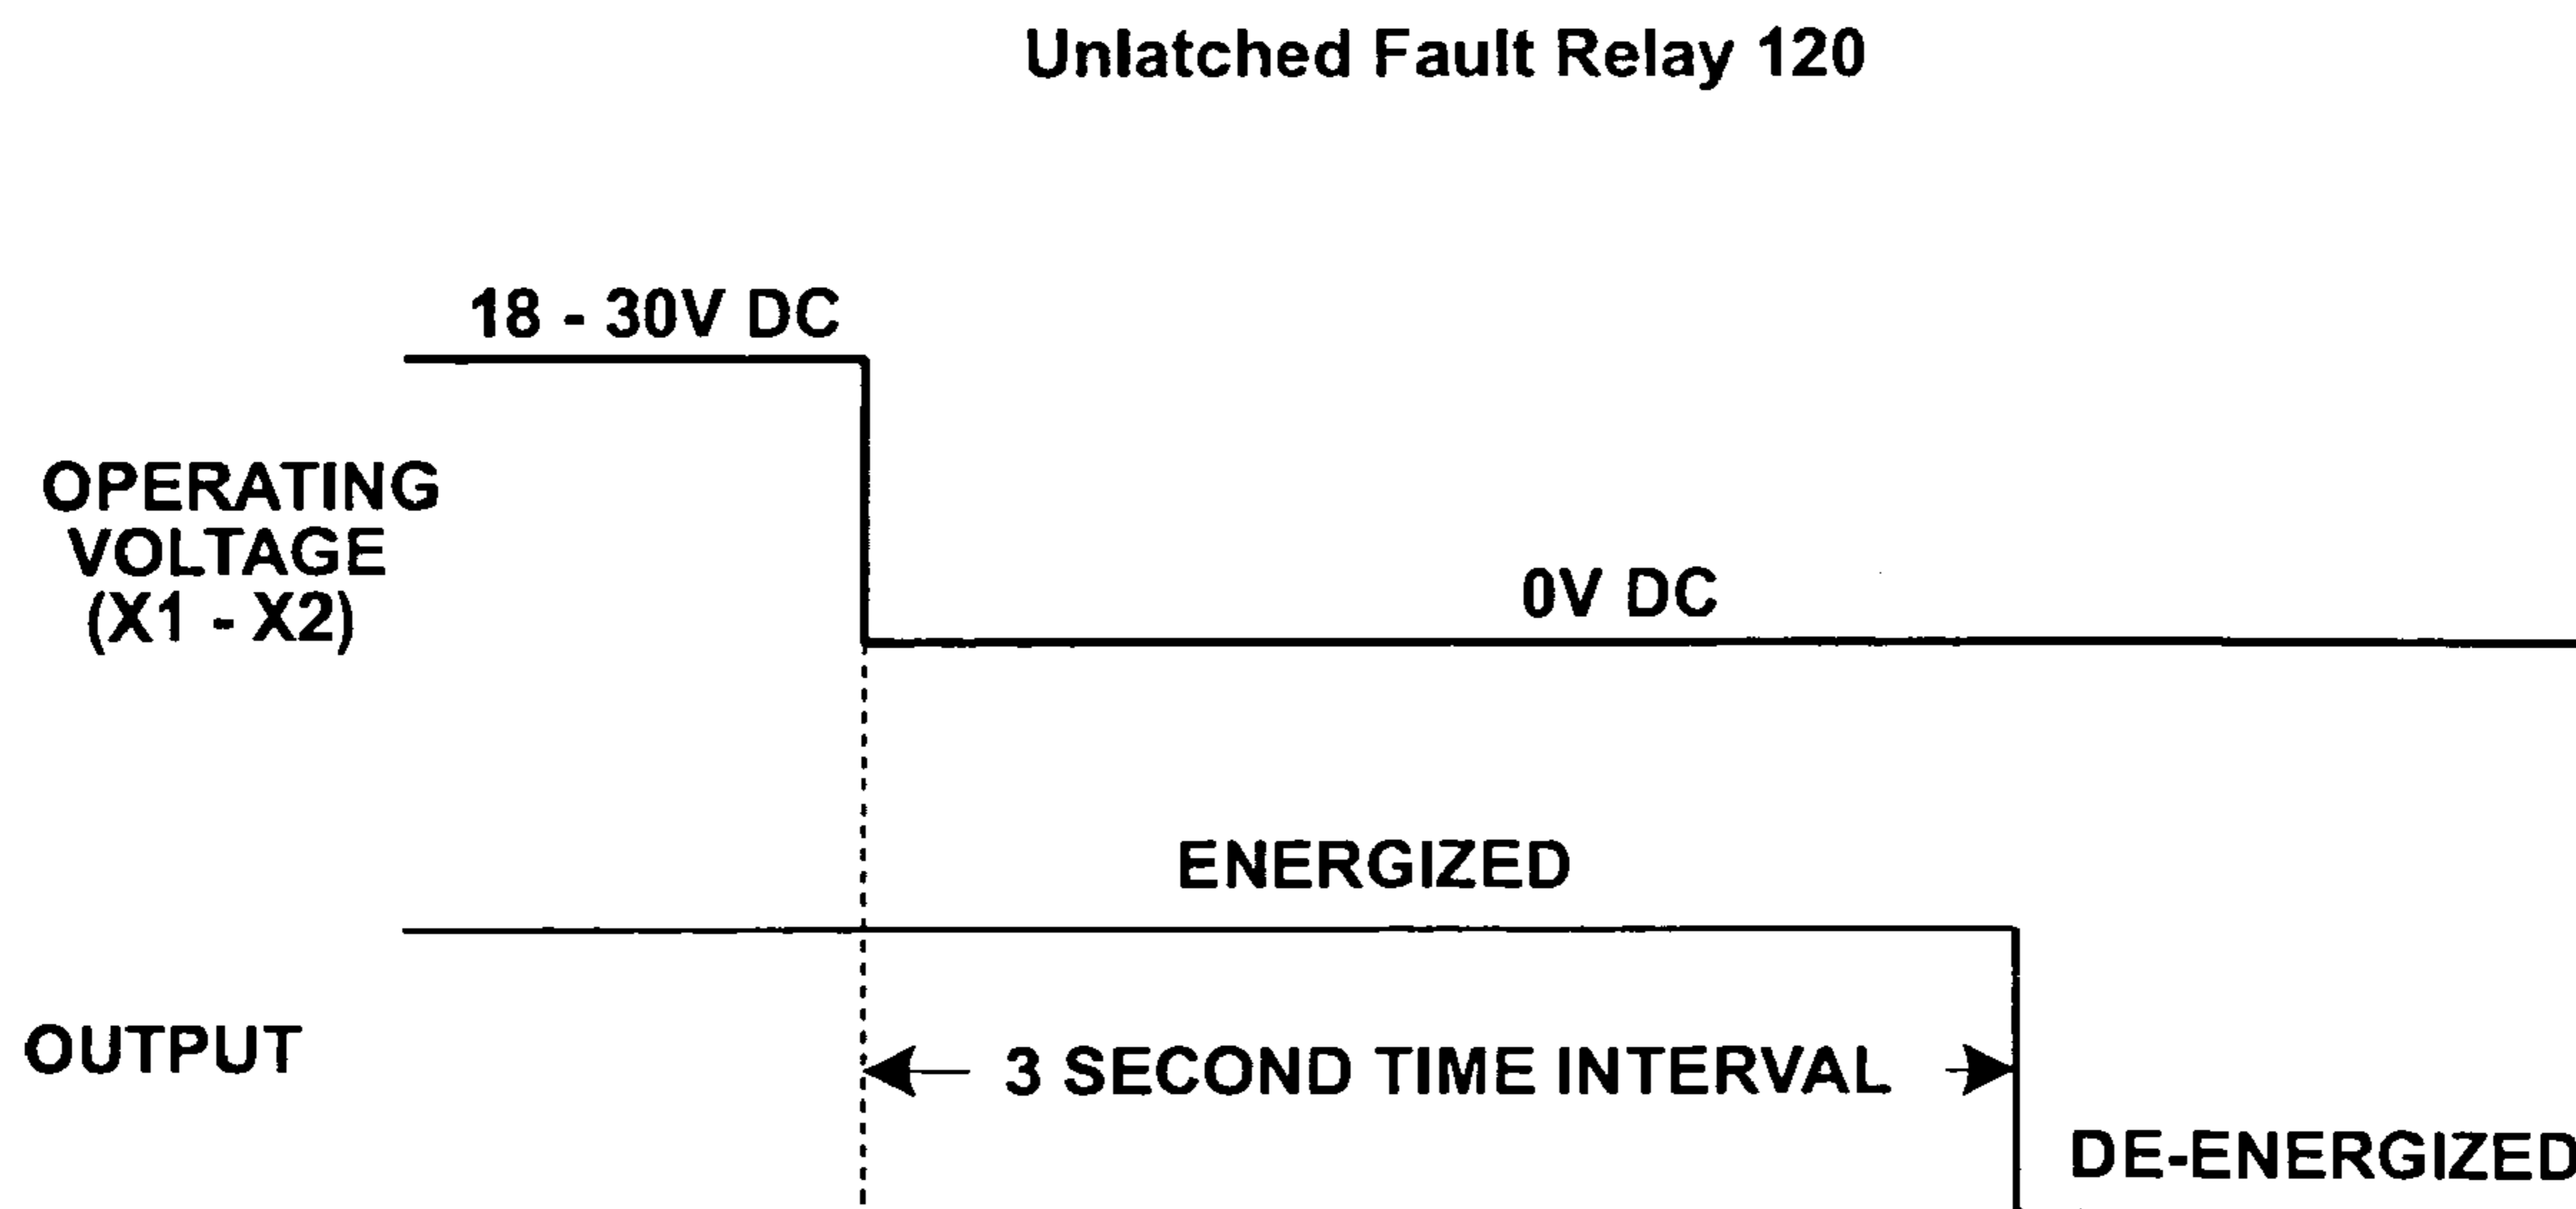 Unlatched Fault Relay 120
18 - 30V DC
OPERATING
VOLTAGE
(X1 - X2)
0V DC
ENERGIZED
OUTPUT
3 SECOND TIME INTERVAL
DE-ENERGIZED